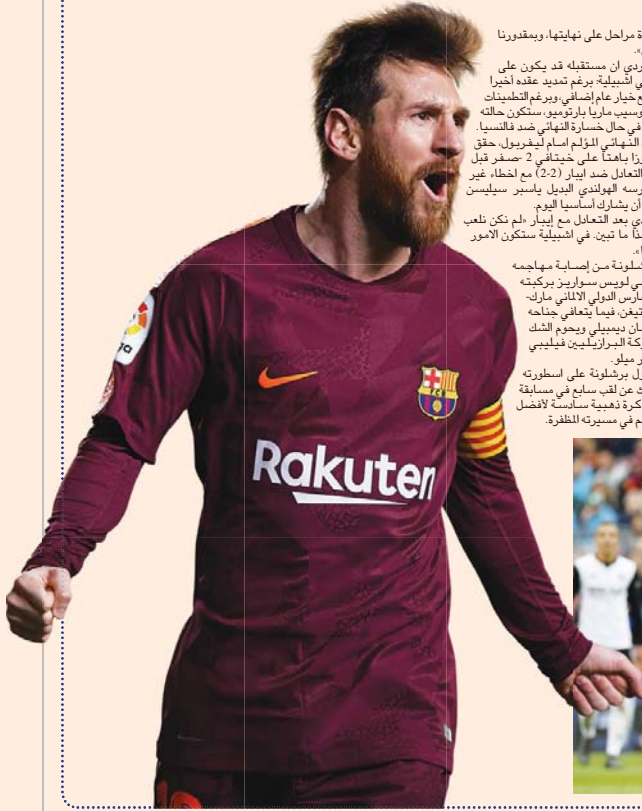 ة مراحل على نهايتها، وبمقدورنا
».
ردي ان مستقبله قد يكون على
ي اشبيلية: برغم تمديد عقده أخيرا
ع خيار عام إضافي، وبرغم التطمينات
وسيب ماريا بارتوميو، ستكون حالته
في حال خسارة النهائي ضد فالنسيا.
النهائي المؤلم امام ليفربول، حقق
وزا باهتا على خيتافي 2 -صفر قبل
التعادل ضد ايبار (2-2) مع اخطاء غير
رسه الهولندي البديل ياسبر سيليسن
أن يشارك أساسيا اليوم.
ي بعد التعادل مع إيبار «لم نكن نلعب
ذا ما تبين. في اشبيلية ستكون الامور
».
شلونة من إصابة مهاجمه
ي لويس سواريز بركبته
ارس الدولي الالماني مارك-
تيغن، فيما يتعافي جناحه
ان ديمبيلي ويحوم الشك
ركة البرازيليين فيليبي
ر ميلو.
ول برشلونة على اسطورته
ث عن لقب سابع في مسابقة
كرة ذهبية سادسة لأفضل
م في مسيرته المظفرة.
FCB
Rakuten